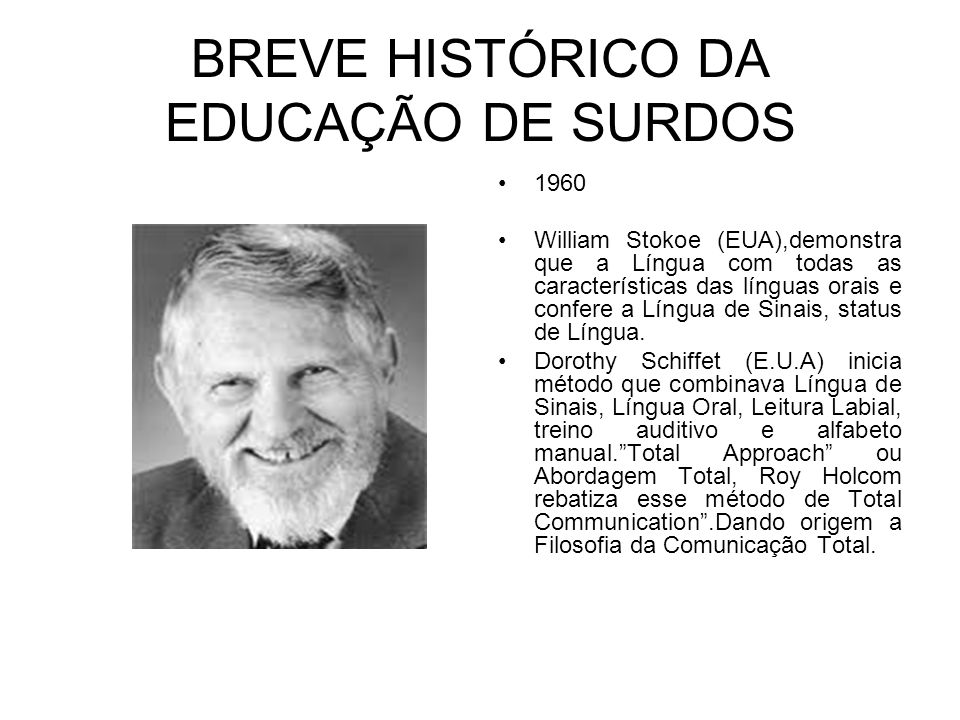 BREVE HISTÓRICO DA
EDUCAÇÃO DE SURDOS
• 1960
• William Stokoe (EUA),demonstra
que a Língua com todas as
características das línguas orais e
confere a Língua de Sinais, status
de Língua.
• Dorothy Schiffet (E.U.A) inicia
método que combinava Língua de
Sinais, Língua Oral, Leitura Labial,
treino auditivo e alfabeto
manual.”Total Approach” ou
Abordagem Total, Roy Holcom
rebatiza esse método de Total
Communication”.Dando origem a
Filosofia da Comunicação Total.